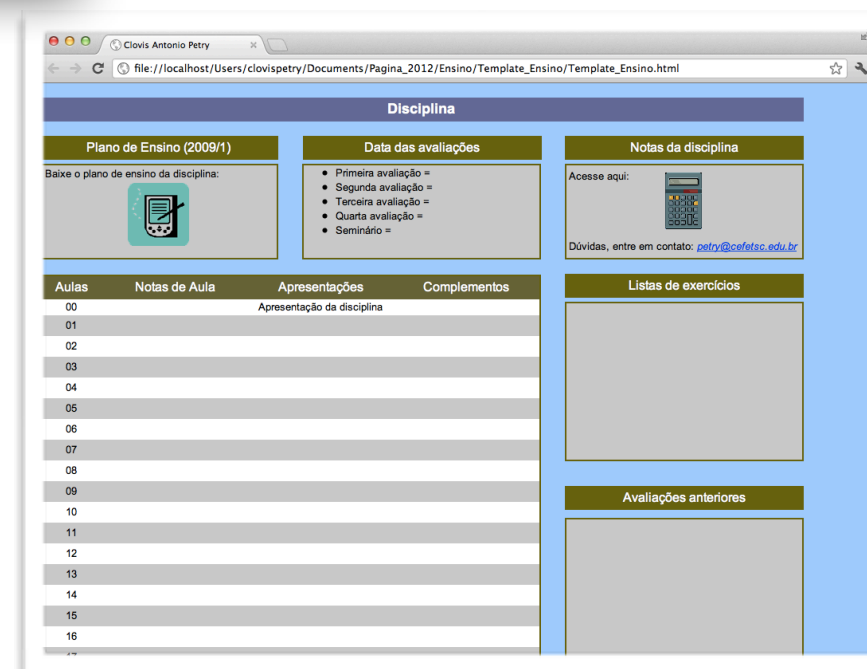 Clovis Antonio Petry
file://localhost/Users/clovispetry/Documents/Pagina_2012/Ensino/Template_Ensino/Template_Ensino.html
Disciplina
Plano de Ensino (2009/1)
Baixe o plano de ensino da disciplina:
Data das avaliações
Primeira avaliação =
Segunda avaliação =
Terceira avaliação =
Quarta avaliação =
Seminário =
Notas da disciplina
Acesse aqui:
Dúvidas, entre em contato: petry@cefetsc.edu.br
Aulas Notas de Aula Apresentações Complementos
00 Apresentação da disciplina
01
02
03
04
05
06
07
08
09
10
11
12
13
14
15
16
Listas de exercícios
Avaliações anteriores